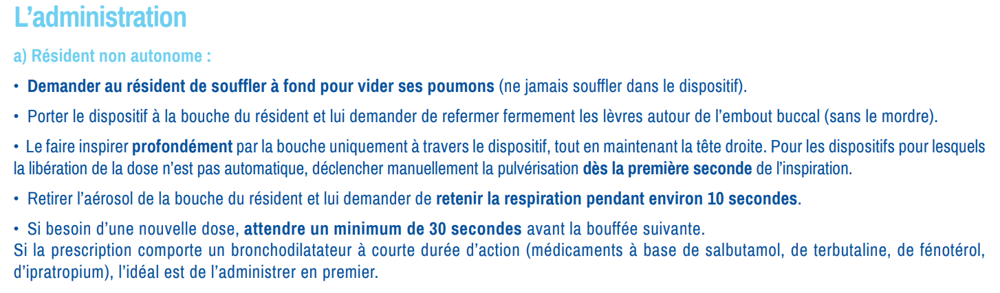 L’administration
a) Résident non autonome :
• Demander au résident de souffler à fond pour vider ses poumons (ne jamais souffler dans le dispositif).
• Porter le dispositif à la bouche du résident et lui demander de refermer fermement les lèvres autour de l’embout buccal (sans le mordre).
• Le faire inspirer profondément par la bouche uniquement à travers le dispositif, tout en maintenant la tête droite. Pour les dispositifs pour lesquels
la libération de la dose n’est pas automatique, déclencher manuellement la pulvérisation dès la première seconde de l’inspiration.
• Retirer l’aérosol de la bouche du résident et lui demander de retenir la respiration pendant environ 10 secondes.
• Si besoin d’une nouvelle dose, attendre un minimum de 30 secondes avant la bouffée suivante.
Si la prescription comporte un bronchodilatateur à courte durée d’action (médicaments à base de salbutamol, de terbutaline, de fénotérol,
d’ipratropium), l’idéal est de l’administrer en premier.